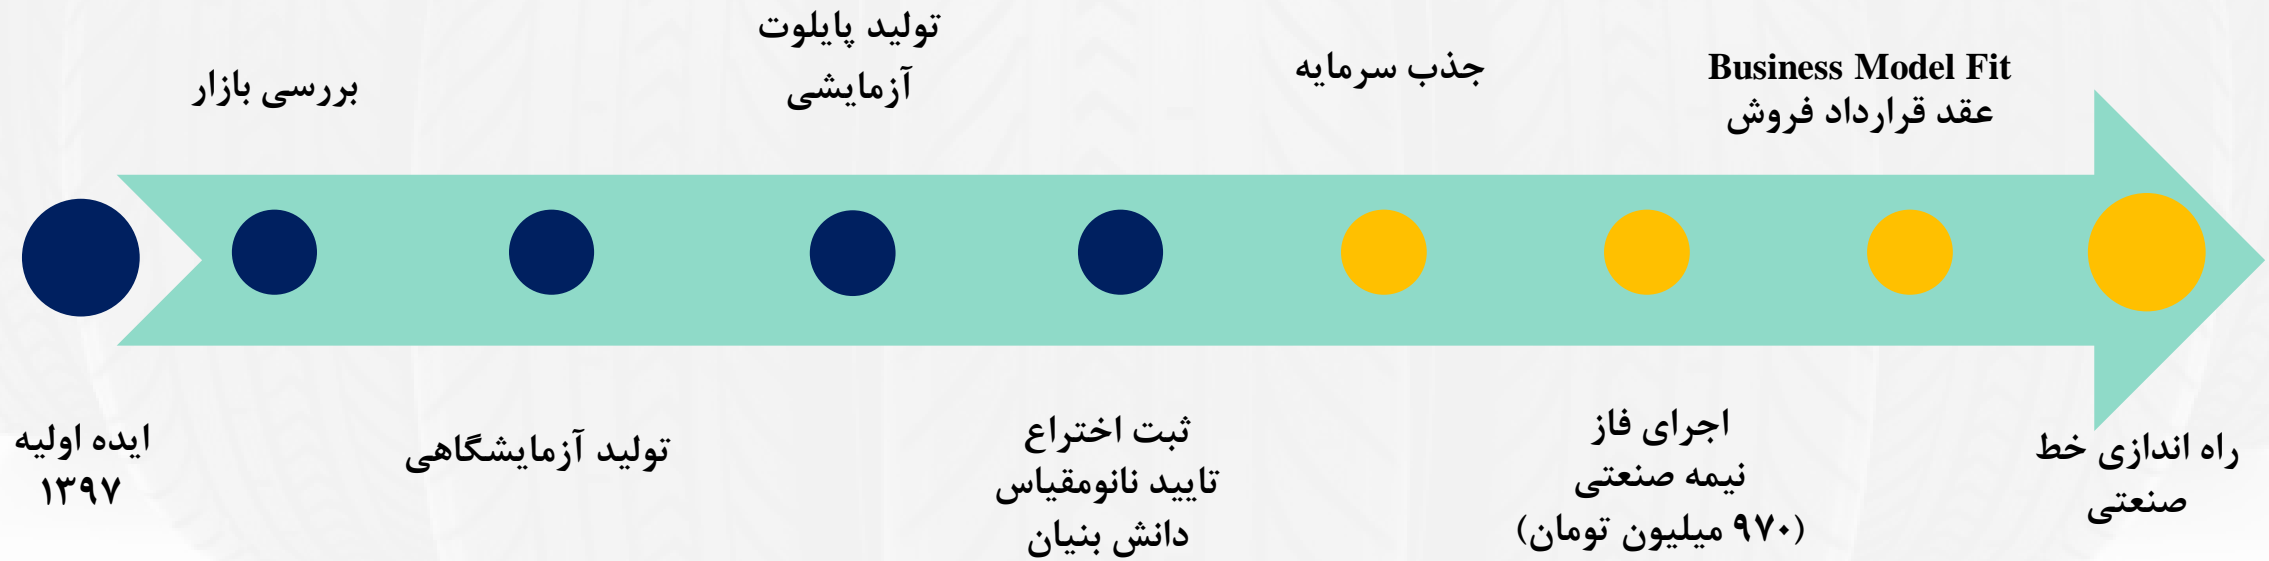 ایده اولیه
۱۳۹۷
بررسی بازار
تولید آزمایشگاهی
تولید پایلوت
آزمایشی
ثبت اختراع
تایید نانومقیاس
دانش بنیان
جذب سرمایه
اجرای فاز
نیمه صنعتی
(۹۷۰ میلیون تومان)
Business Model Fit
عقد قرارداد فروش
راه اندازی خط
صنعتی